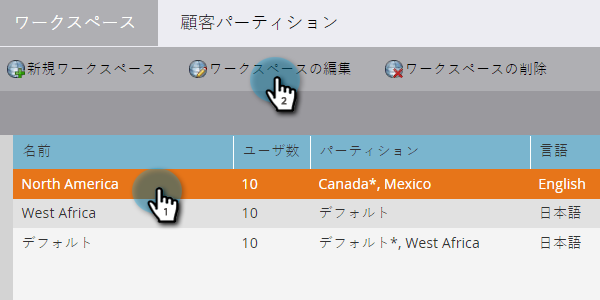 ワークスペース 顧客パーティション
新規ワークスペース ワークスペースの編集 ワークスペースの削除
2
名前 ユーザ数 パーティション 言語
North America 10 Canada*, Mexico English
1
West Africa 10 デフォルト 日本語
デフォルト 10 デフォルト*, West Africa 日本語